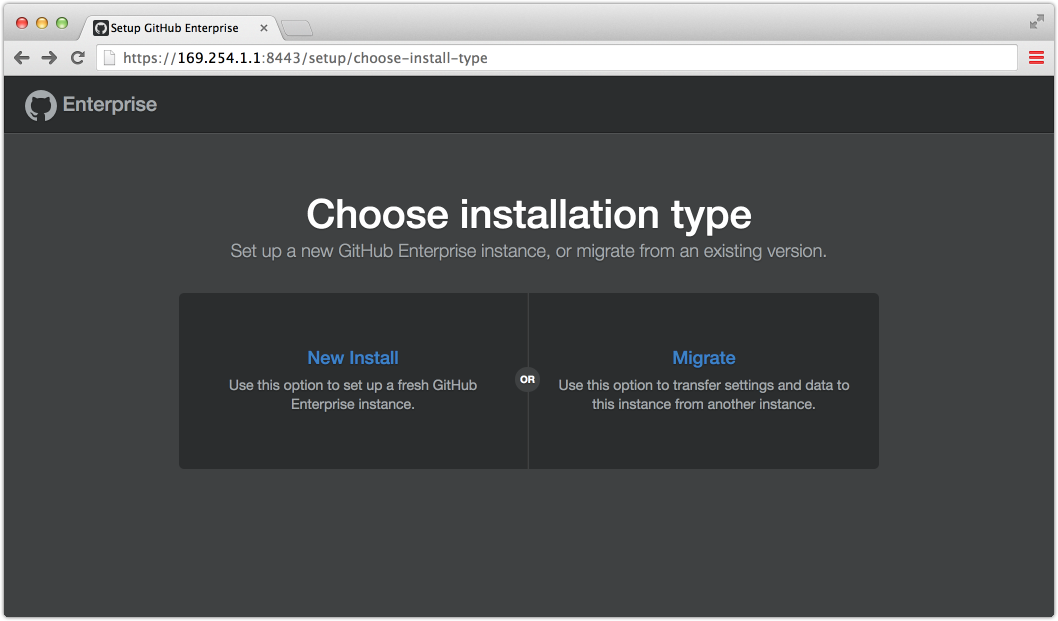 Setup GitHub Enterprise
https://169.254.1.1:8443/setup/choose-install-type
Enterprise
Choose installation type
Set up a new GitHub Enterprise instance, or migrate from an existing version.
New Install
Use this option to set up a fresh GitHub
Enterprise instance.
OR
Migrate
Use this option to transfer settings and data to
this instance from another instance.